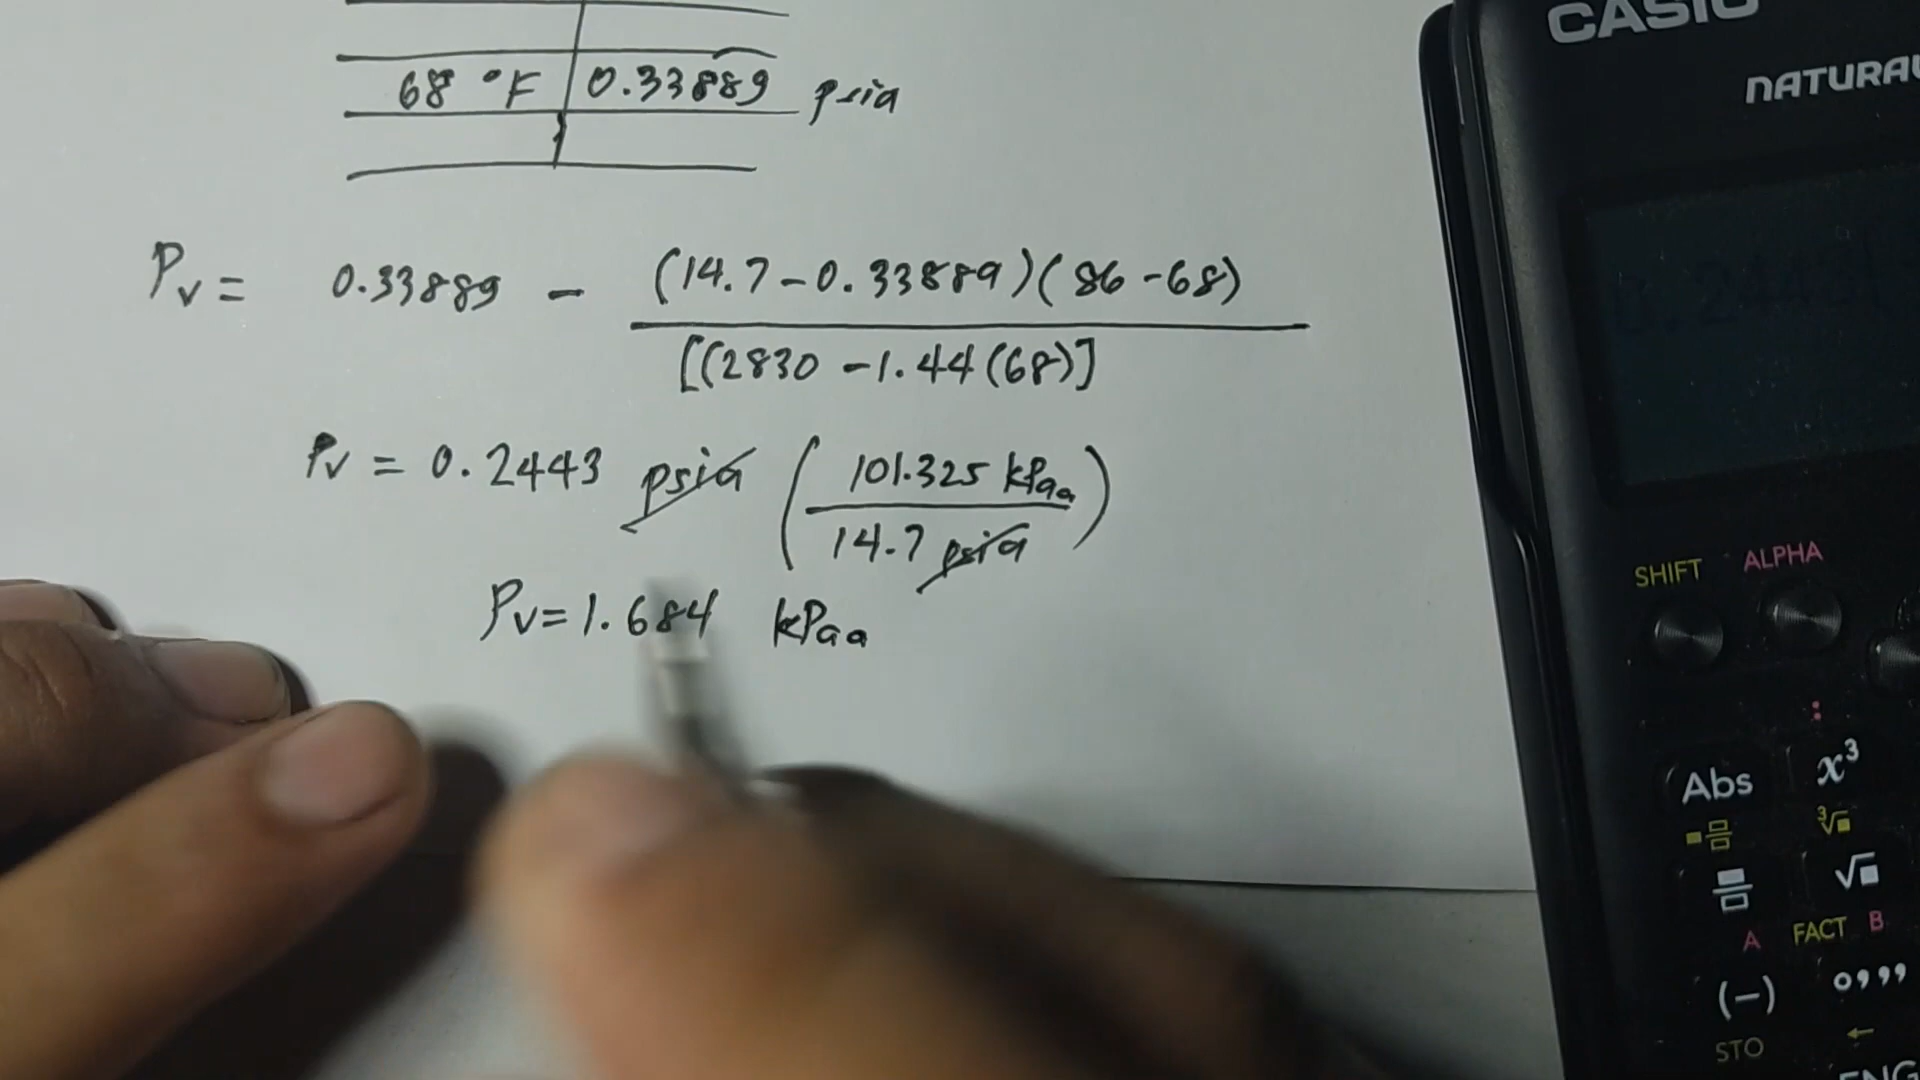 CASIO
NATURAL
68 °F 0.33889 psia
Pv = 0.33889 - (14.7-0.33889)(86-68)
[(2830 -1.44(68)]
Pv = 0.2443 psia (101.325 kPaa
14.7 psia)
Pv=1.684 kPaa
SHIFT ALPHA
:
Abs x³
³√
√
A FACT B
(-) °,,,
STO ←
ENG